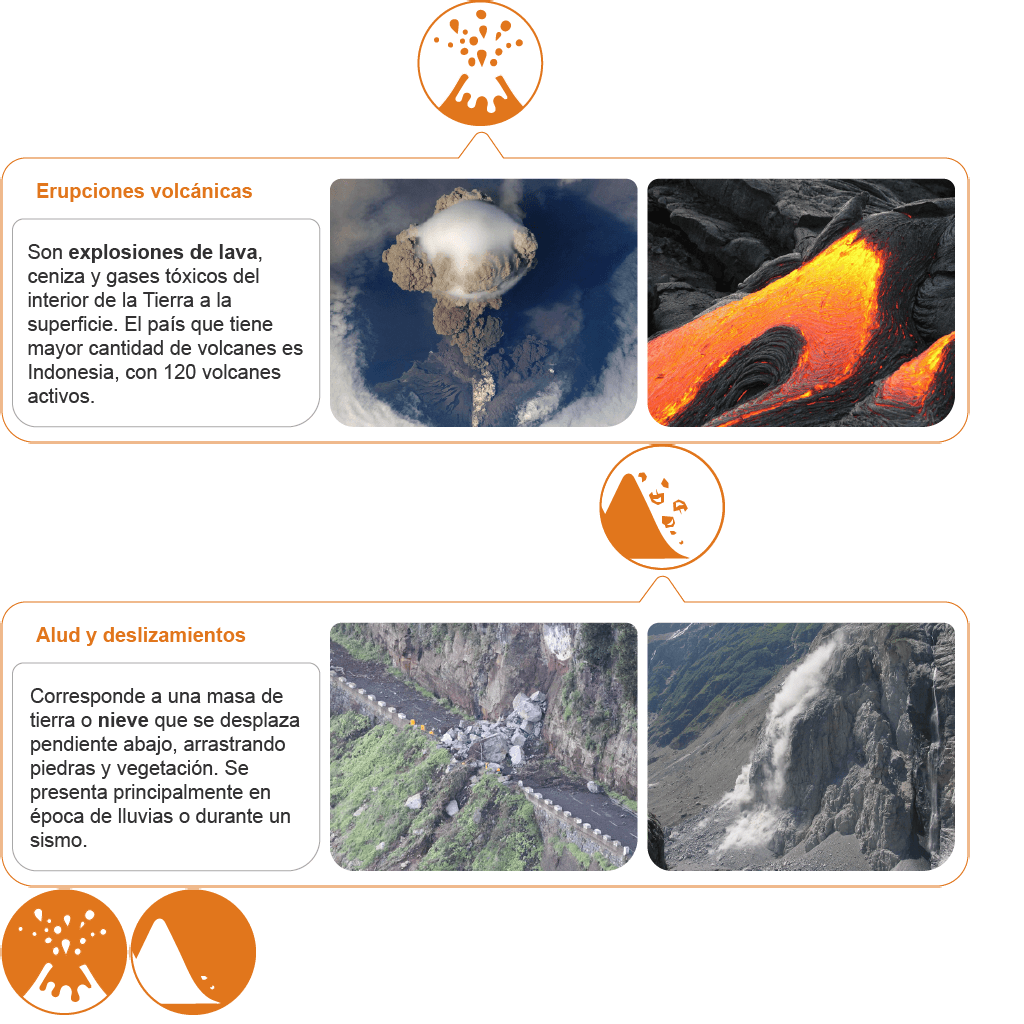 Erupciones volcánicas
Son explosiones de lava,
ceniza y gases tóxicos del
interior de la Tierra a la
superficie. El país que tiene
mayor cantidad de volcanes es
Indonesia, con 120 volcanes
activos.
Alud y deslizamientos
Corresponde a una masa de
tierra o nieve que se desplaza
pendiente abajo, arrastrando
piedras y vegetación. Se
presenta principalmente en
época de lluvias o durante un
sismo.